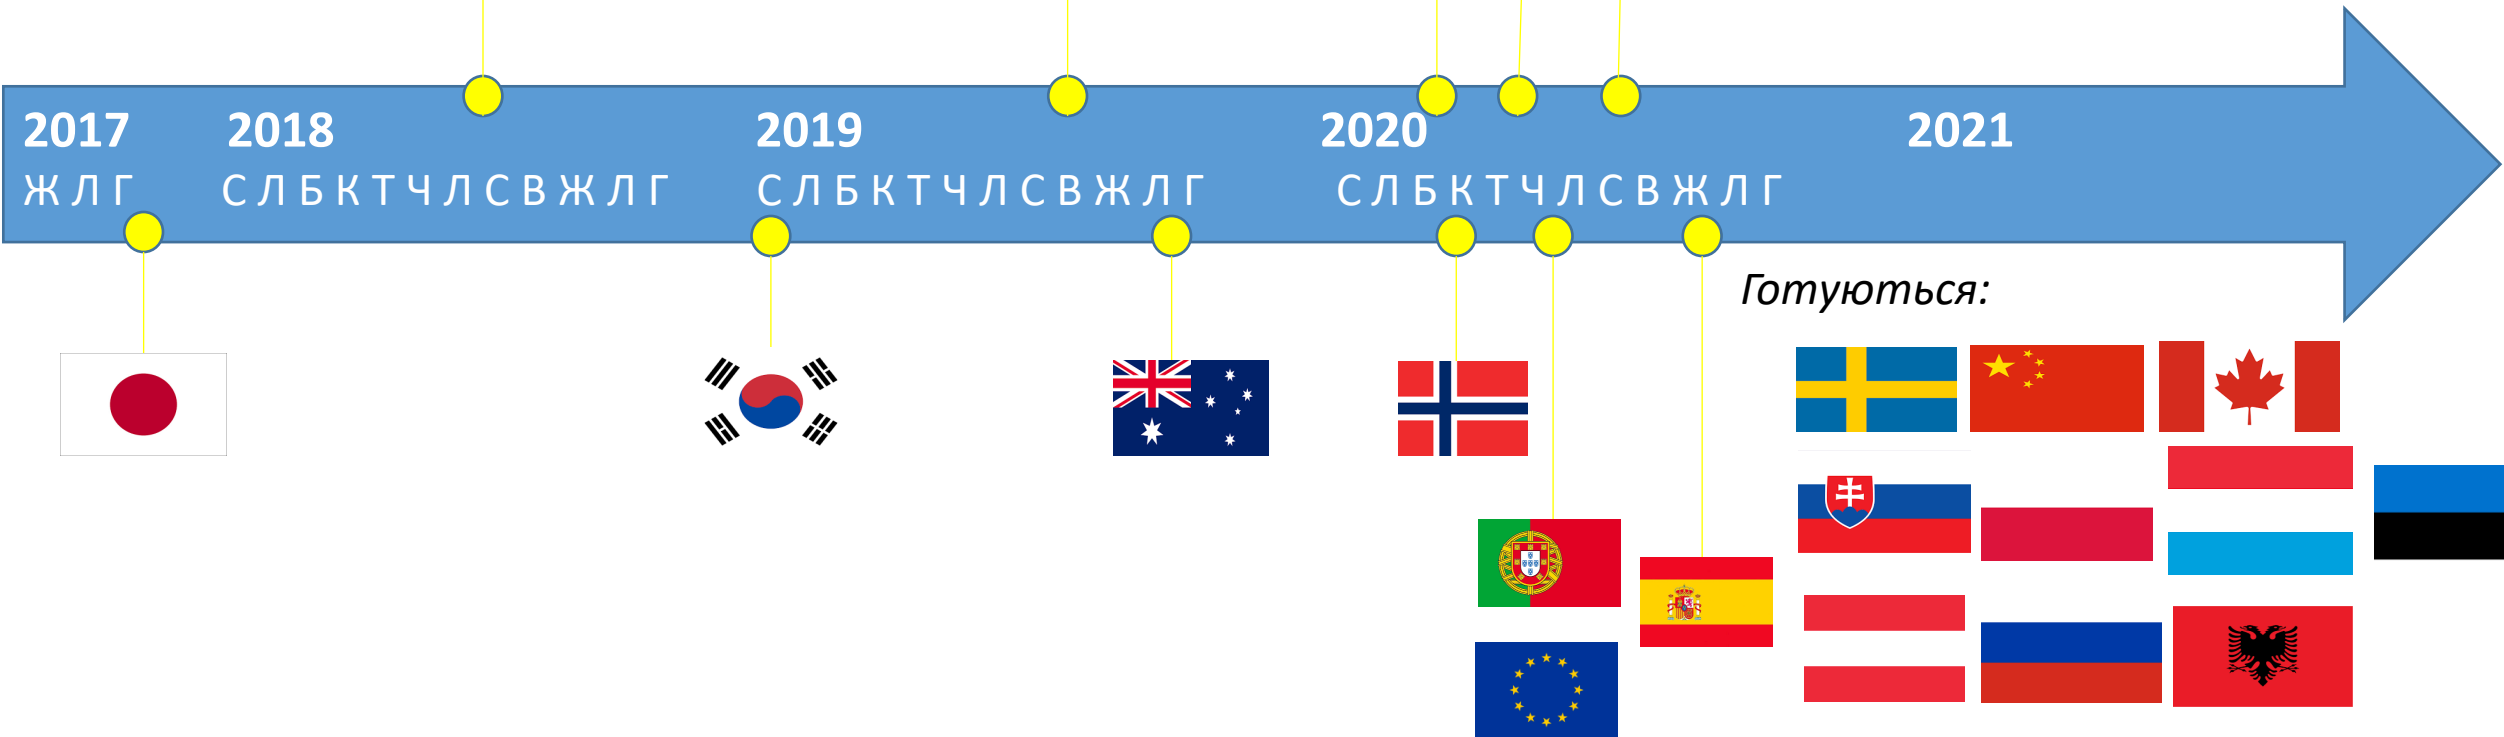 2017 2018 2019 2020 2021
Ж Л Г С Л Б К Т Ч Л С В Ж Л Г С Л Б К Т Ч Л С В Ж Л Г С Л Б К Т Ч Л С В Ж Л Г
Готуються: